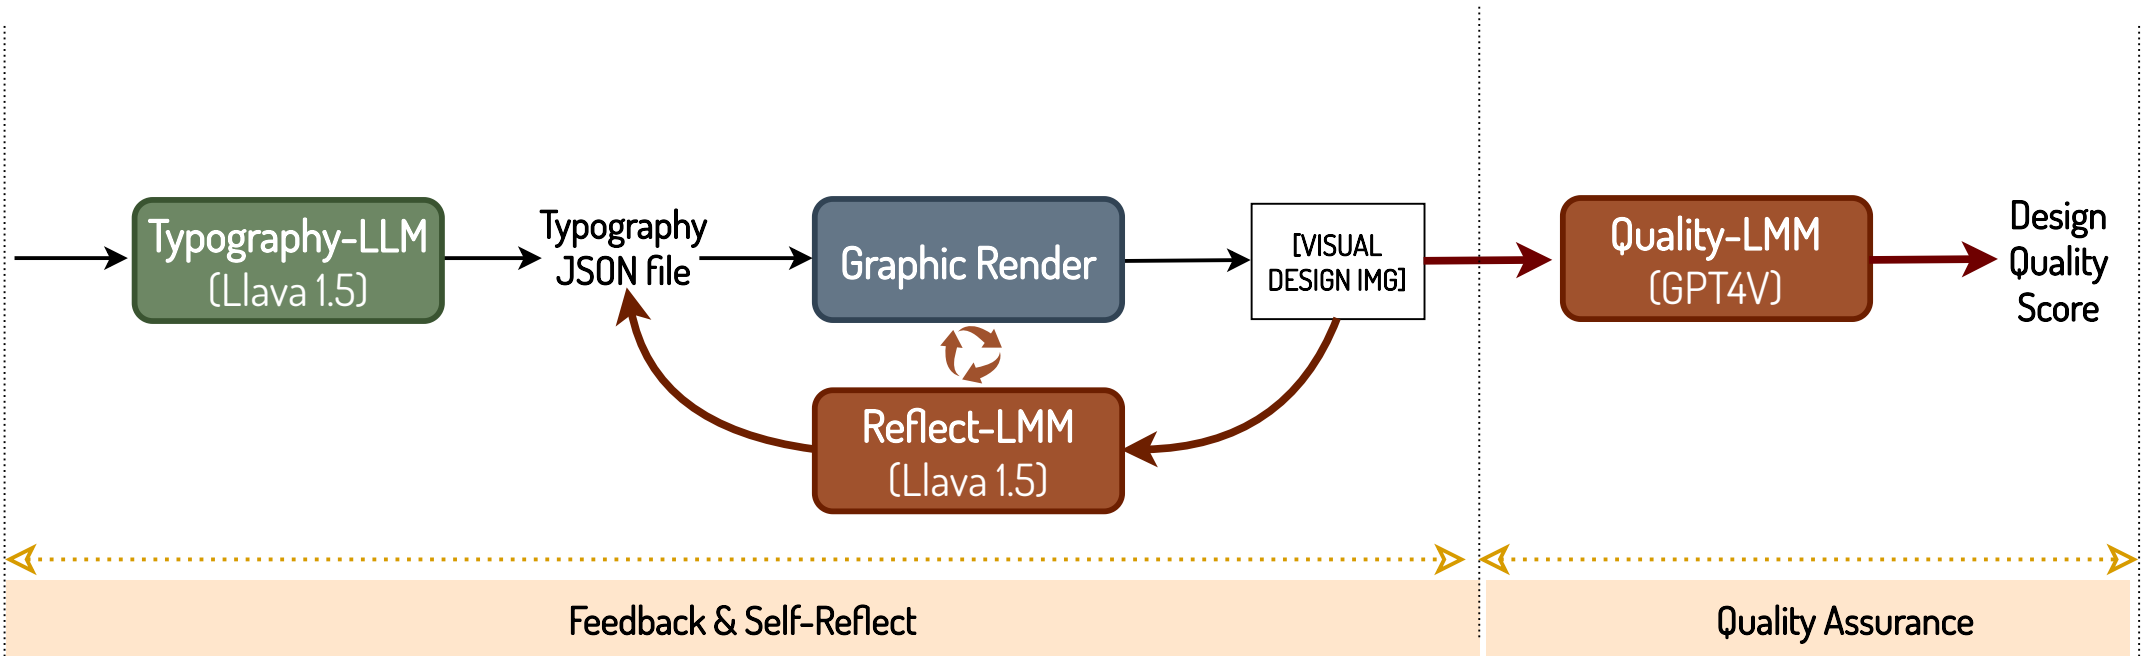 Typography-LLM
(Llava 1.5)
Typography
JSON file
Graphic Render
[VISUAL
DESIGN IMG]
Reflect-LMM
(Llava 1.5)
Quality-LMM
(GPT4V)
Design
Quality
Score
Feedback & Self-Reflect
Quality Assurance